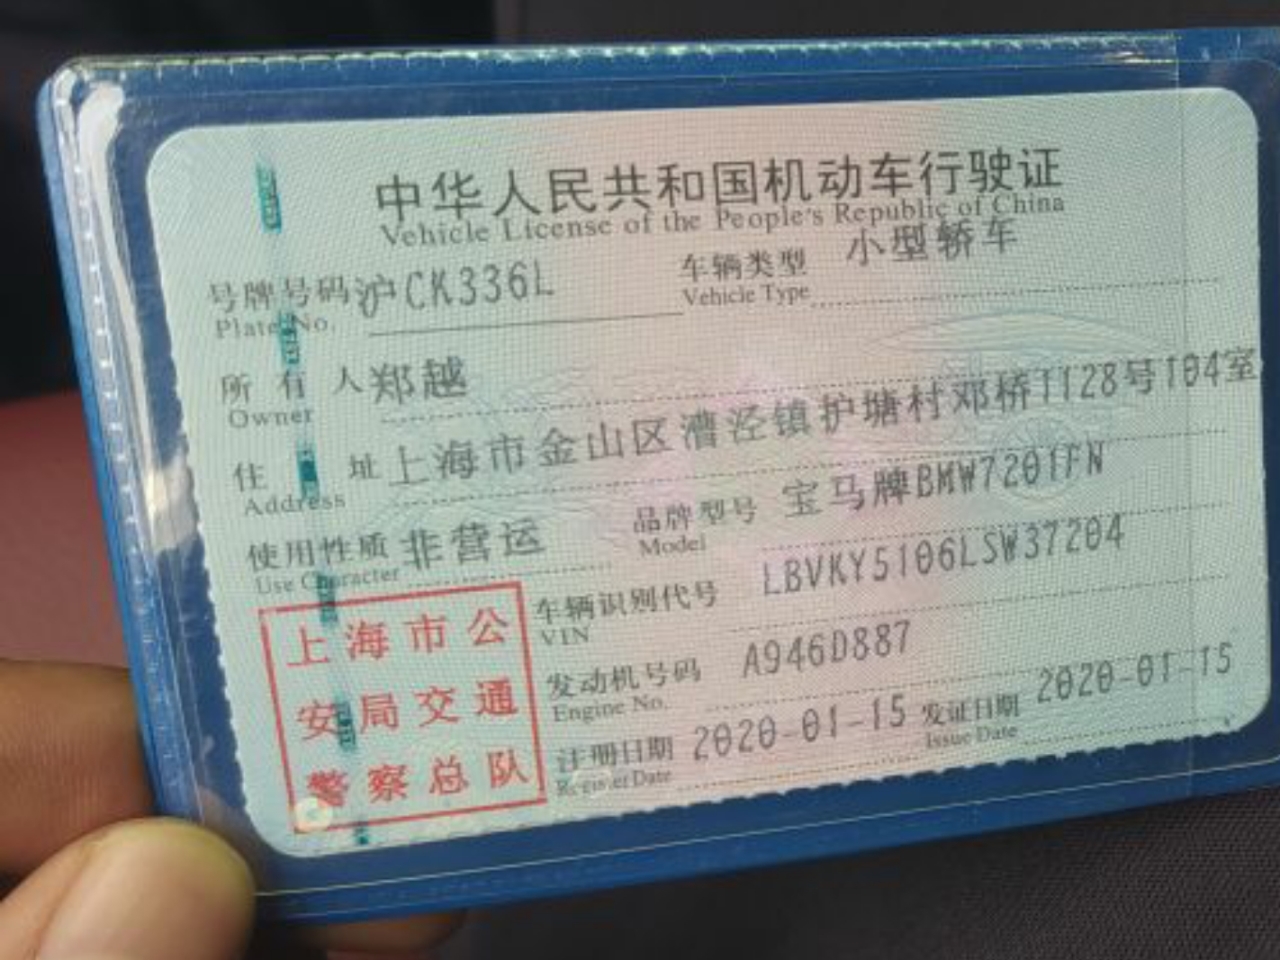 中华人民共和国机动车行驶证
Vehicle License of the People's Republic of China
号牌号码 沪CK336L 车辆类型 小型轿车
Plate No. Vehicle Type
所有人 郑越
Owner
住址 上海市金山区漕泾镇护塘村邓桥1128号104室
Address
使用性质 非营运 品牌型号 宝马牌BMW7201FN
Use Character Model
车辆识别代号 LBVKY5106LSW37204
VIN
发动机号码 A946D887
Engine No.
注册日期 2020-01-15 发证日期 2020-01-15
Register Date Issue Date
上海市公
安局交通
警察总队